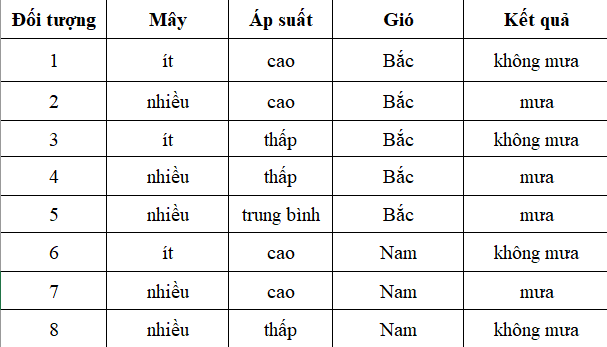 Đối tượng Mây Áp suất Gió Kết quả
1 ít cao Bắc không mưa
2 nhiều cao Bắc mưa
3 ít thấp Bắc không mưa
4 nhiều thấp Bắc mưa
5 nhiều trung bình Bắc mưa
6 ít cao Nam không mưa
7 nhiều cao Nam mưa
8 nhiều thấp Nam không mưa